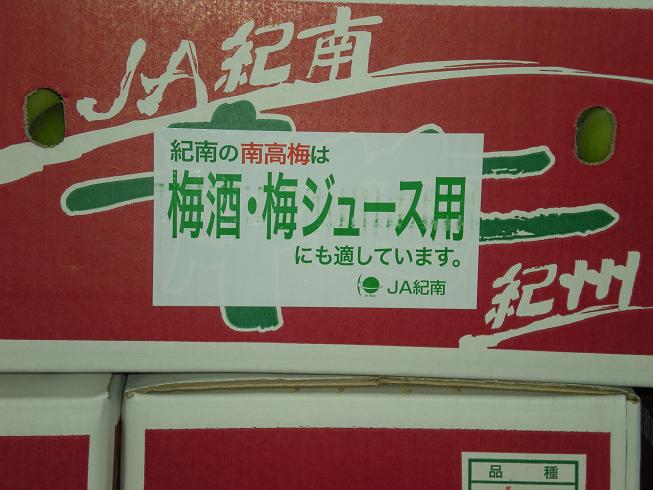 JA紀南
紀南の南高梅は
梅酒・梅ジュース用
にも適しています。
JA紀南
紀州
品種